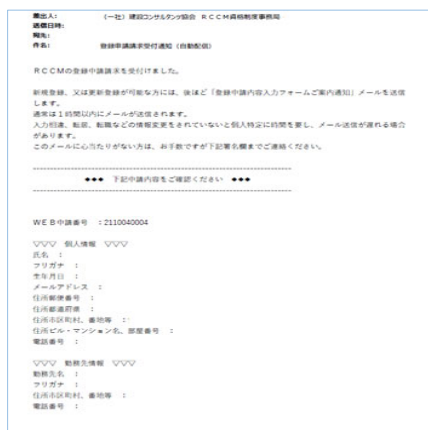 差出人: (一社)建設コンサルタンツ協会 RCCM資格制度事務局
送信日時:
宛先:
件名: 登録申請請求受付通知(自動配信)
RCCMの登録申請請求を受付けました。
新規登録、又は更新登録が可能な方には、後ほど「登録申請内容入力フォームご案内通知」メールを送信
します。
通常は1時間以内にメールが送信されます。
入力相違、転居、転職などの情報変更をされていないと個人特定に時間を要し、メール送信が遅れる場合
があります。
このメールに心当たりがない方は、お手数ですが下記署名欄までご連絡ください。
------------------------------------------------------------
◆◆◆ 下記申請内容をご確認ください ◆◆◆
------------------------------------------------------------
WEB申請番号 :2110040004
▽▽▽ 個人情報 ▽▽▽
氏名 :
フリガナ :
生年月日 :
メールアドレス :
住所郵便番号 :
住所都道府県 :
住所市区町村、番地等 :
住所ビル・マンション名、部屋番号 :
電話番号 :
▽▽▽ 勤務先情報 ▽▽▽
勤務先名 :
フリガナ :
住所市区町村、番地等 :
電話番号 :